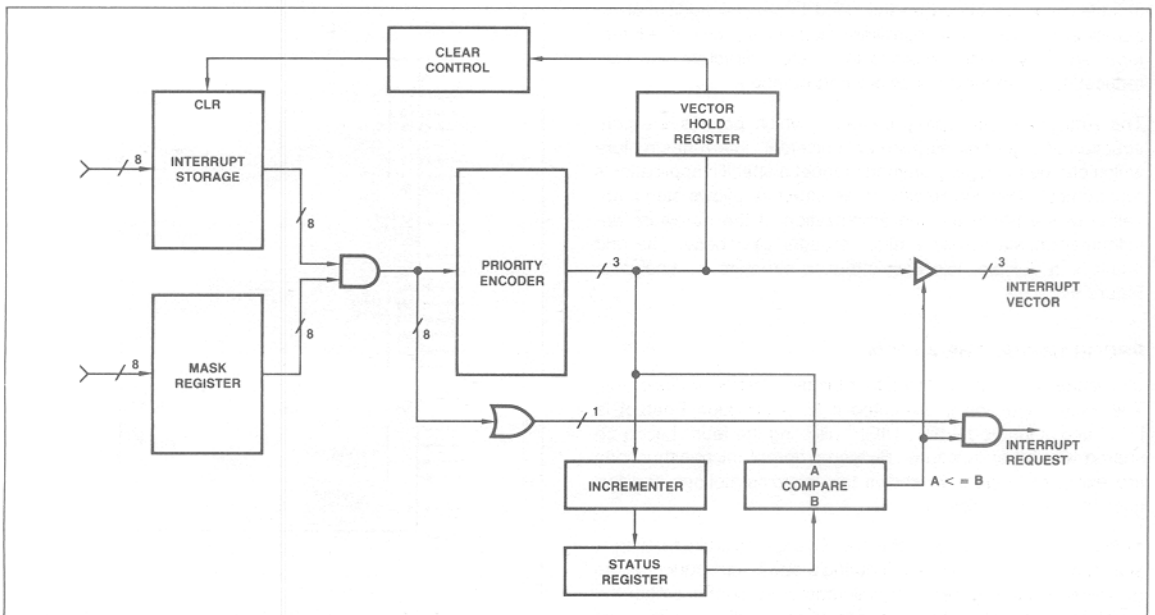 CLEAR
CONTROL
CLR
INTERRUPT
STORAGE
8
8
VECTOR
HOLD
REGISTER
PRIORITY
ENCODER
3
3
INTERRUPT
VECTOR
8
MASK
REGISTER
8
8
1
INTERRUPT
REQUEST
INCREMENTER
A
COMPARE
B
A < = B
STATUS
REGISTER